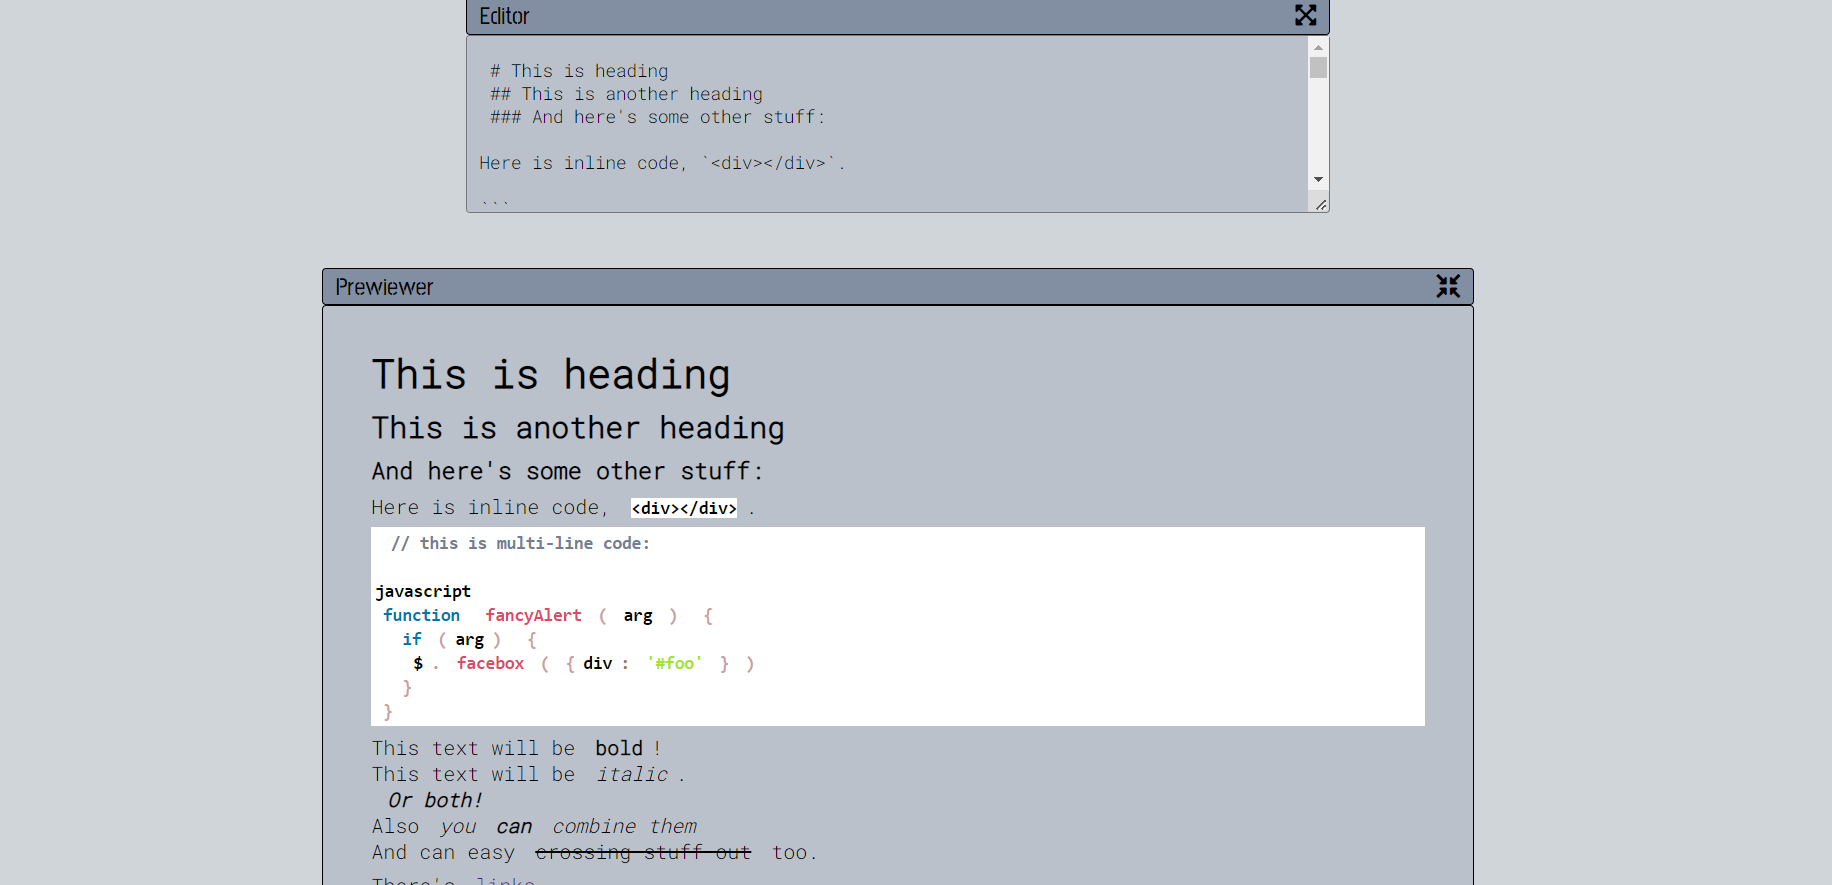 Editor
# This is heading
## This is another heading
### And here's some other stuff:
Here is inline code, `<div></div>`.
```
Prewiewer
This is heading
This is another heading
And here's some other stuff:
Here is inline code, <div></div> .
// this is multi-line code:
javascript
function fancyAlert ( arg ) {
if ( arg ) {
$ . facebox ( { div : '#foo' } )
}
}
This text will be bold !
This text will be italic .
Or both!
Also you can combine them
And can easy crossing stuff out too.
There's links